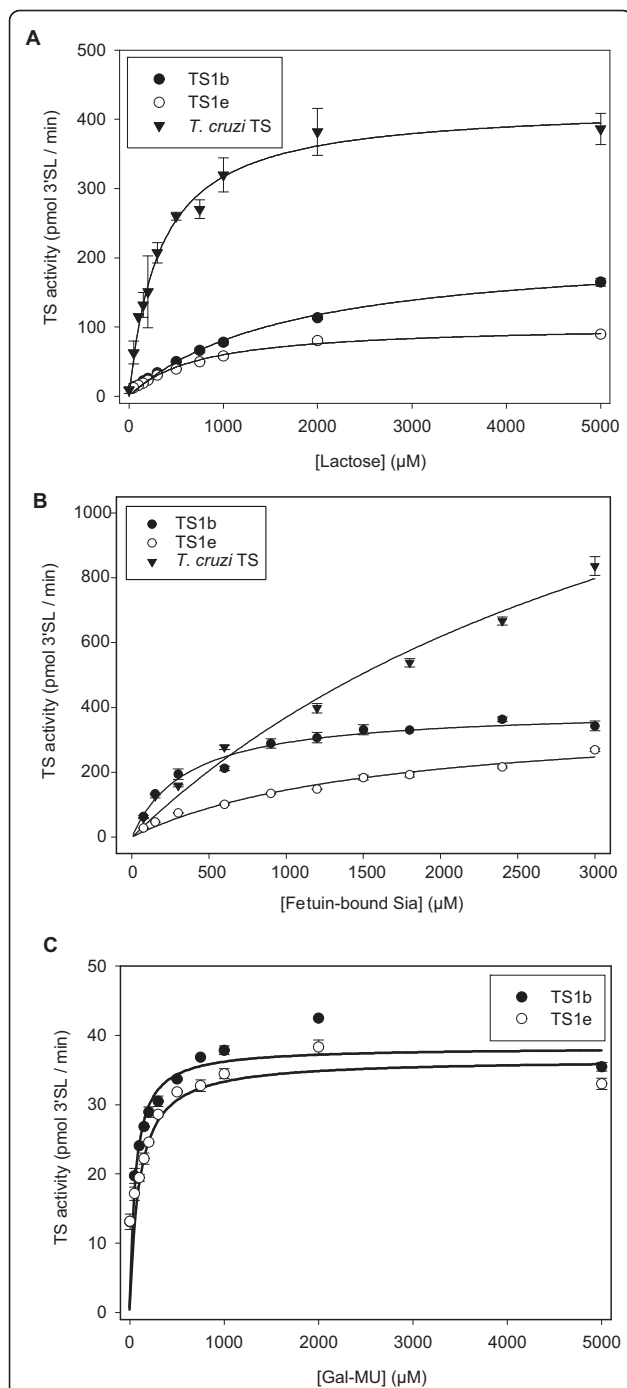 A
TS1b
TS1e
T. cruzi TS
TS activity (pmol 3'SL / min)
500
400
300
200
100
0
0 1000 2000 3000 4000 5000
[Lactose] (µM)
B
TS1b
TS1e
T. cruzi TS
TS activity (pmol 3'SL / min)
1000
800
600
400
200
0
0 500 1000 1500 2000 2500 3000
[Fetuin-bound Sia] (µM)
C
TS1b
TS1e
TS activity (pmol 3'SL / min)
50
40
30
20
10
0
0 1000 2000 3000 4000 5000
[Gal-MU] (µM)